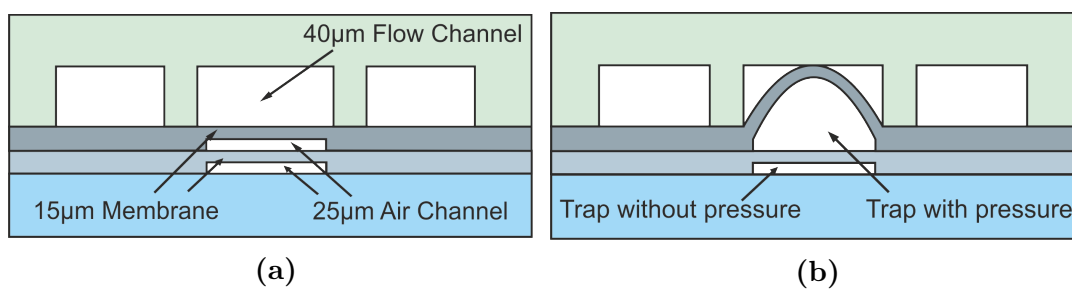 40µm Flow Channel
15µm Membrane
25µm Air Channel
(a)
Trap without pressure
Trap with pressure
(b)